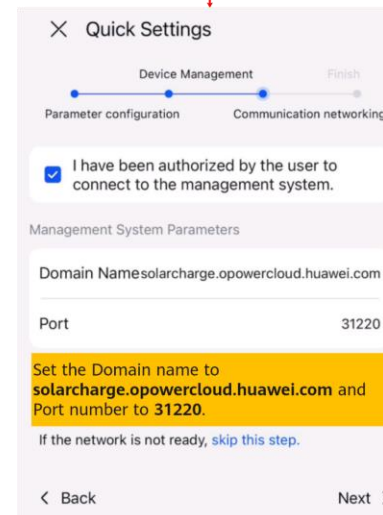 Quick Settings
Device Management
Finish
Parameter configuration
Communication networking
I have been authorized by the user to
connect to the management system.
Management System Parameters
Domain Name solarcharge.opowercloud.huawei.com
Port 31220
Set the Domain name to
solarcharge.opowercloud.huawei.com and
Port number to 31220.
If the network is not ready, skip this step.
Back
Next